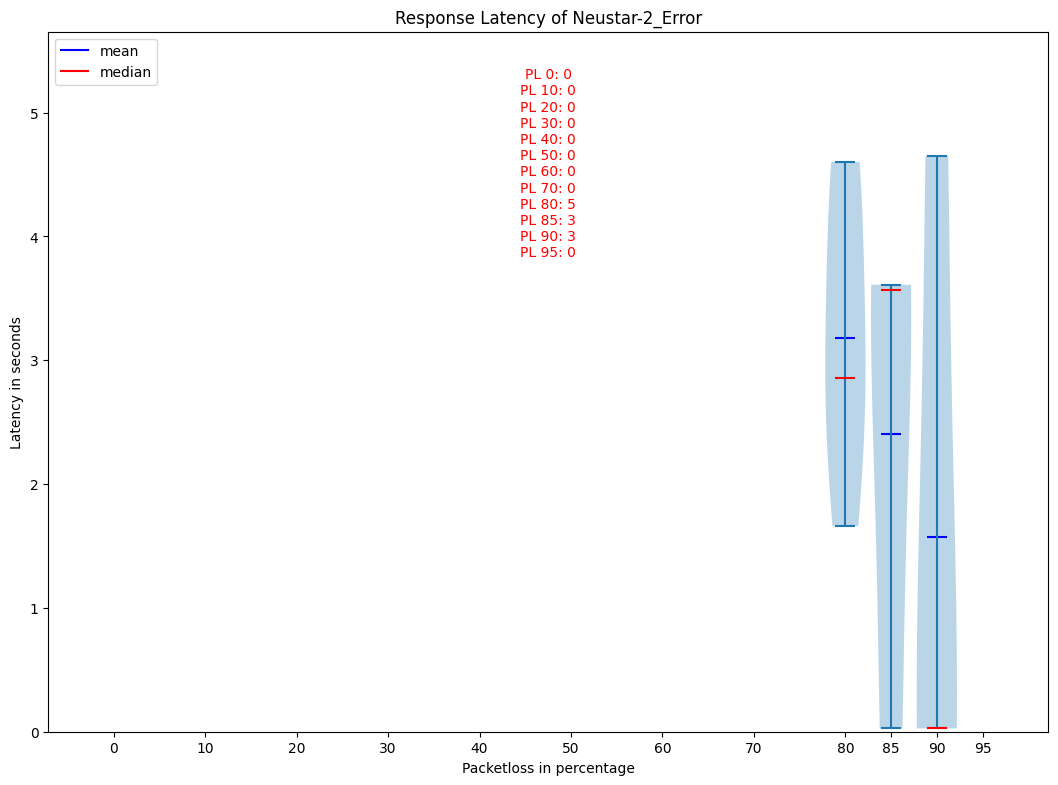 Response Latency of Neustar-2_Error
mean
median
PL 0: 0
PL 10: 0
PL 20: 0
PL 30: 0
PL 40: 0
PL 50: 0
PL 60: 0
PL 70: 0
PL 80: 5
PL 85: 3
PL 90: 3
PL 95: 0
Latency in seconds
5
4
3
2
1
0
0 10 20 30 40 50 60 70 80 85 90 95
Packetloss in percentage